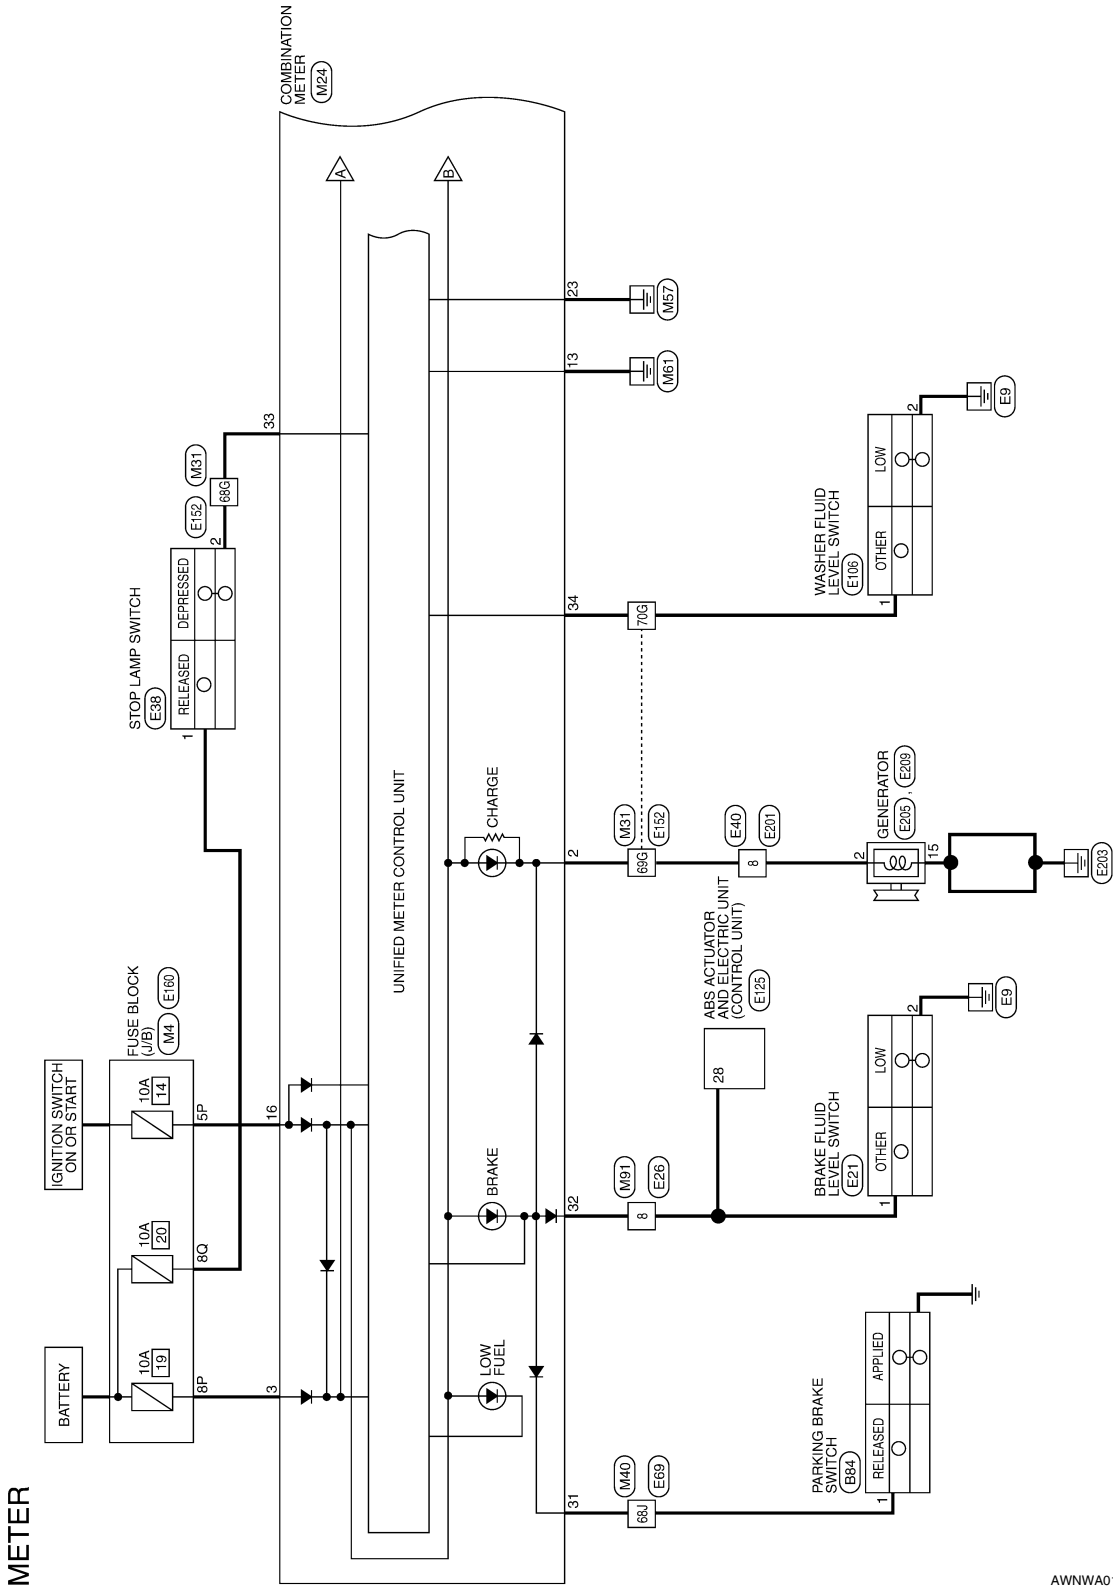 METER
BATTERY
IGNITION SWITCH
ON OR START
FUSE BLOCK
(J/B)
M4
E160
10A
19
10A
20
10A
14
8P
8Q
5P
STOP LAMP SWITCH
E38
RELEASED
DEPRESSED
1
2
E152
M31
68G
3
16
33
COMBINATION
METER
M24
A
UNIFIED METER CONTROL UNIT
B
LOW
FUEL
BRAKE
CHARGE
31
32
2
34
13
23
M40
E69
68J
M91
E26
8
M31
E152
69G
70G
M61
M57
E40
E201
8
ABS ACTUATOR
AND ELECTRIC UNIT
(CONTROL UNIT)
E125
28
PARKING BRAKE
SWITCH
B84
RELEASED
APPLIED
1
BRAKE FLUID
LEVEL SWITCH
E21
OTHER
LOW
1
2
E9
GENERATOR
E205 , E209
2
15
E203
WASHER FLUID
LEVEL SWITCH
E106
OTHER
LOW
1
2
E9